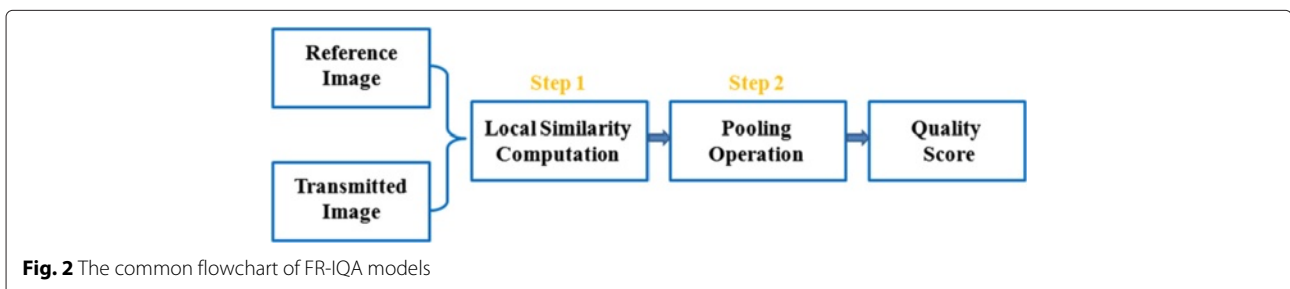 Reference
Image
Transmitted
Image
Step 1
Local Similarity
Computation
Step 2
Pooling
Operation
Quality
Score
Fig. 2 The common flowchart of FR-IQA models